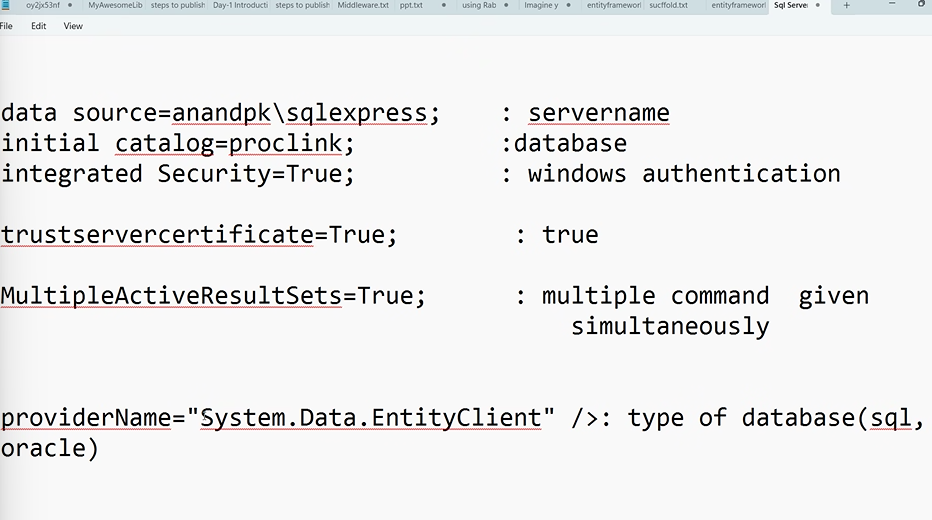 oy2jx53nf MyAwesomeLib steps to publish Day-1 Introducti steps to publish Middleware.txt ppt.txt using Rab Imagine y entityframeworl sucffold.txt entityframeworl Sql Server
File Edit View
data source=anandpk\sqlexpress; : servername
initial catalog=proclink; :database
integrated Security=True; : windows authentication
trustservercertificate=True; : true
MultipleActiveResultSets=True; : multiple command given
simultaneously
providerName="System.Data.EntityClient" />: type of database(sql,
oracle)